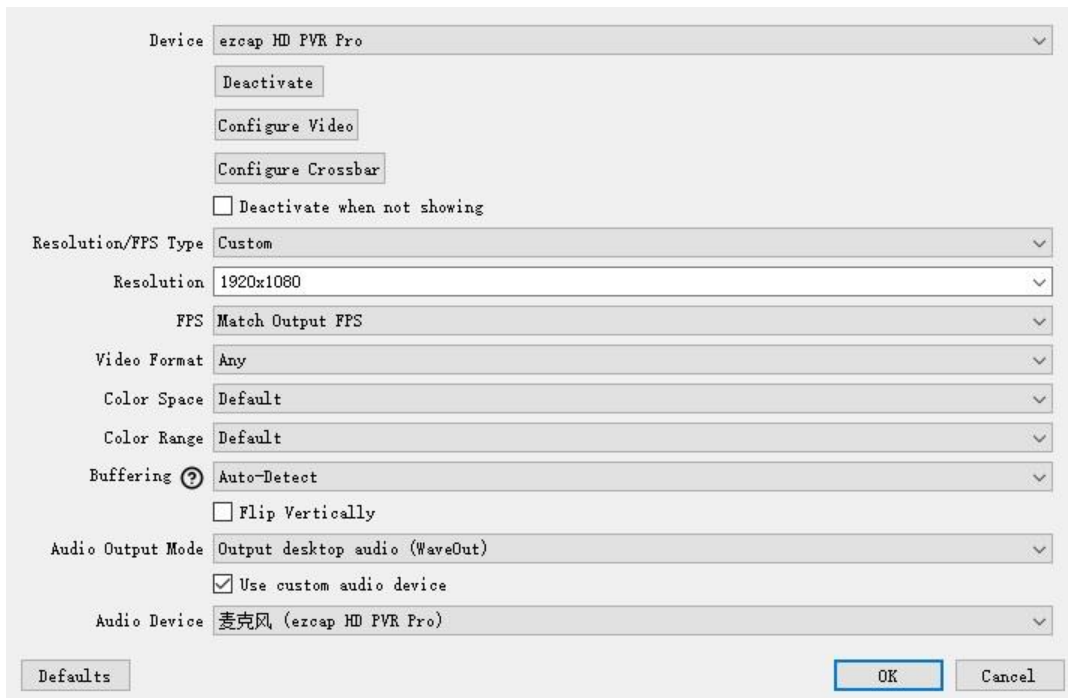 Device ezcap HD PVR Pro
Deactivate
Configure Video
Configure Crossbar
Deactivate when not showing
Resolution/FPS Type Custom
Resolution 1920x1080
FPS Match Output FPS
Video Format Any
Color Space Default
Color Range Default
Buffering ? Auto-Detect
Flip Vertically
Audio Output Mode Output desktop audio (WaveOut)
Use custom audio device
Audio Device 麦克风 (ezcap HD PVR Pro)
Defaults OK Cancel